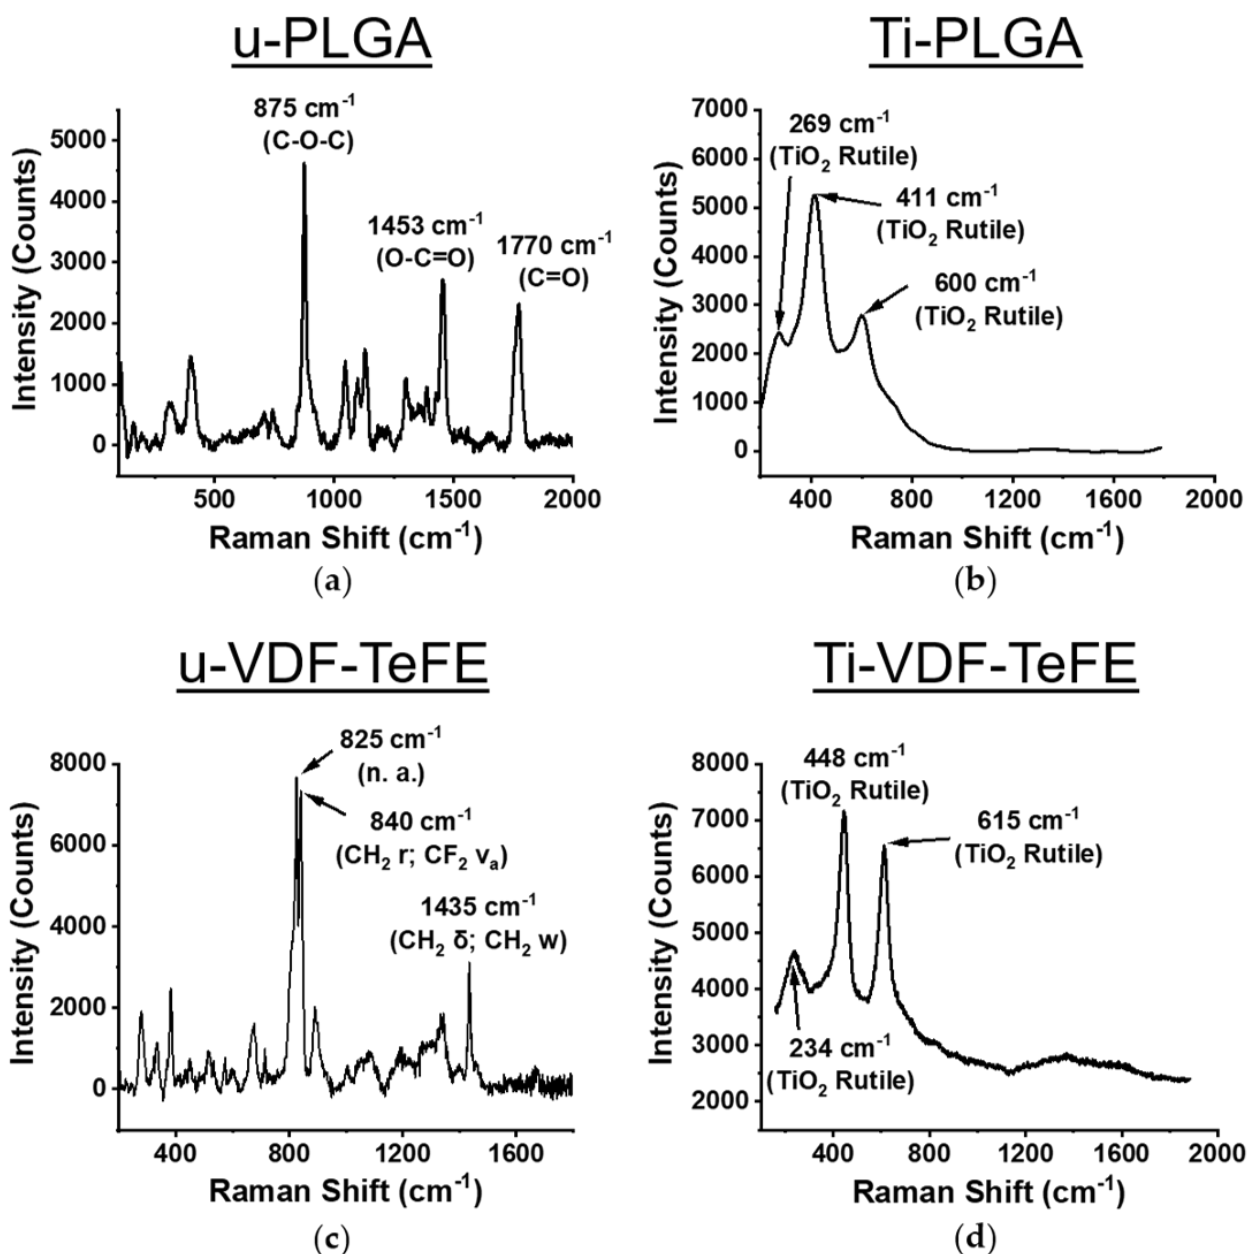 u-PLGA
875 cm⁻¹
(C-O-C)
1453 cm⁻¹
(O-C=O)
1770 cm⁻¹
(C=O)
Intensity (Counts)
5000
4000
3000
2000
1000
0
500
1000
1500
2000
Raman Shift (cm⁻¹)
(a)
Ti-PLGA
269 cm⁻¹
(TiO₂ Rutile)
411 cm⁻¹
(TiO₂ Rutile)
600 cm⁻¹
(TiO₂ Rutile)
Intensity (Counts)
7000
6000
5000
4000
3000
2000
1000
0
400
800
1200
1600
2000
Raman Shift (cm⁻¹)
(b)
u-VDF-TeFE
825 cm⁻¹
(n. a.)
840 cm⁻¹
(CH₂ r; CF₂ vₐ)
1435 cm⁻¹
(CH₂ δ; CH₂ w)
Intensity (Counts)
8000
6000
4000
2000
0
400
800
1200
1600
Raman Shift (cm⁻¹)
(c)
Ti-VDF-TeFE
448 cm⁻¹
(TiO₂ Rutile)
615 cm⁻¹
(TiO₂ Rutile)
234 cm⁻¹
(TiO₂ Rutile)
Intensity (Counts)
8000
7000
6000
5000
4000
3000
2000
400
800
1200
1600
2000
Raman Shift (cm⁻¹)
(d)